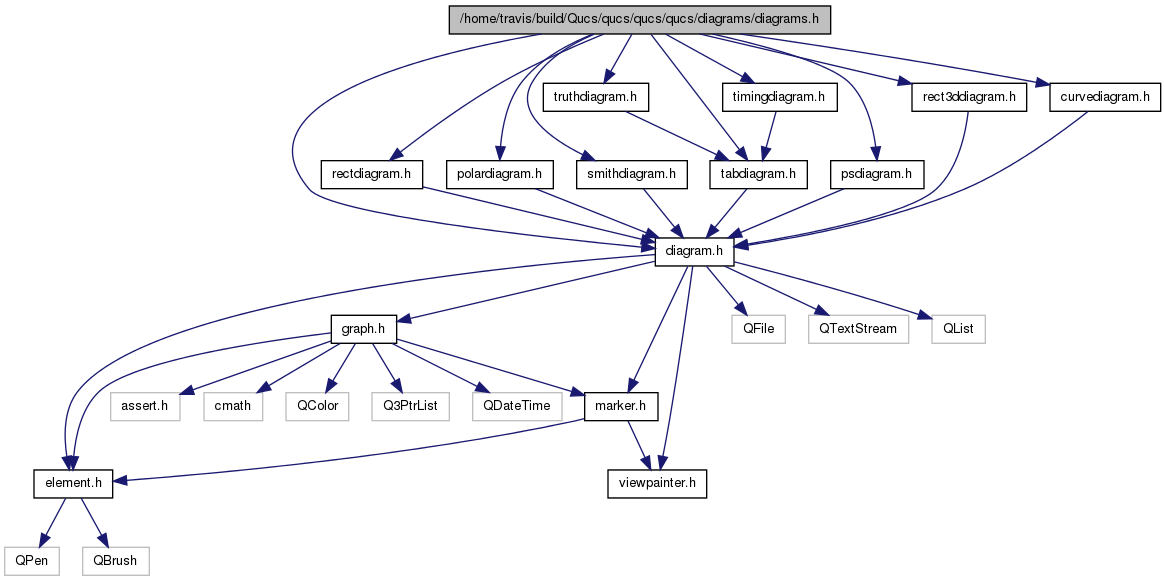 /home/travis/build/Qucs/qucs/qucs/qucs/diagrams/diagrams.h
truthdiagram.h
timingdiagram.h
rect3ddiagram.h
curvediagram.h
rectdiagram.h
polardiagram.h
smithdiagram.h
tabdiagram.h
psdiagram.h
diagram.h
graph.h
QFile
QTextStream
QList
assert.h
cmath
QColor
Q3PtrList
QDateTime
marker.h
element.h
viewpainter.h
QPen
QBrush